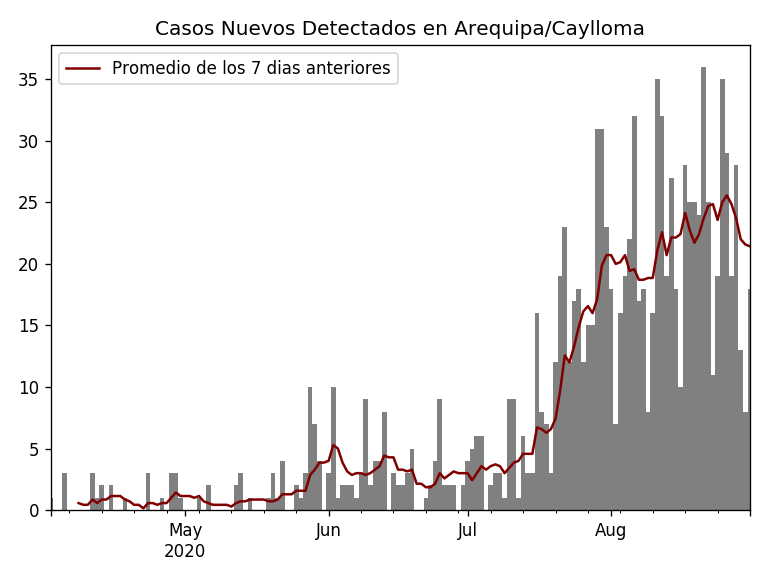 Casos Nuevos Detectados en Arequipa/Caylloma
Promedio de los 7 dias anteriores
35
30
25
20
15
10
5
0
May
2020
Jun
Jul
Aug